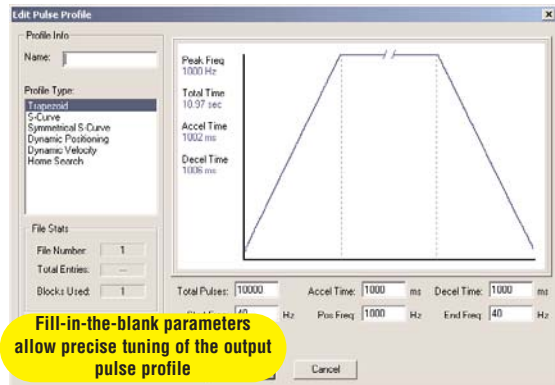 Edit Pulse Profile
Profile Info
Name:
Profile Type:
Trapezoid
S-Curve
Symmetrical S-Curve
Dynamic Positioning
Dynamic Velocity
Home Search
File Stats
File Number: 1
Total Entries: ---
Blocks Used: 1
Peak Freq
1000 Hz
Total Time
10.97 sec
Accel Time
1002 ms
Decel Time
1006 ms
Total Pulses: 10000
Accel Time: 1000 ms
Decel Time: 1000 ms
40 Hz
Pos Freq: 1000 Hz
End Freq: 40 Hz
Fill-in-the-blank parameters
allow precise tuning of the output
pulse profile
Cancel